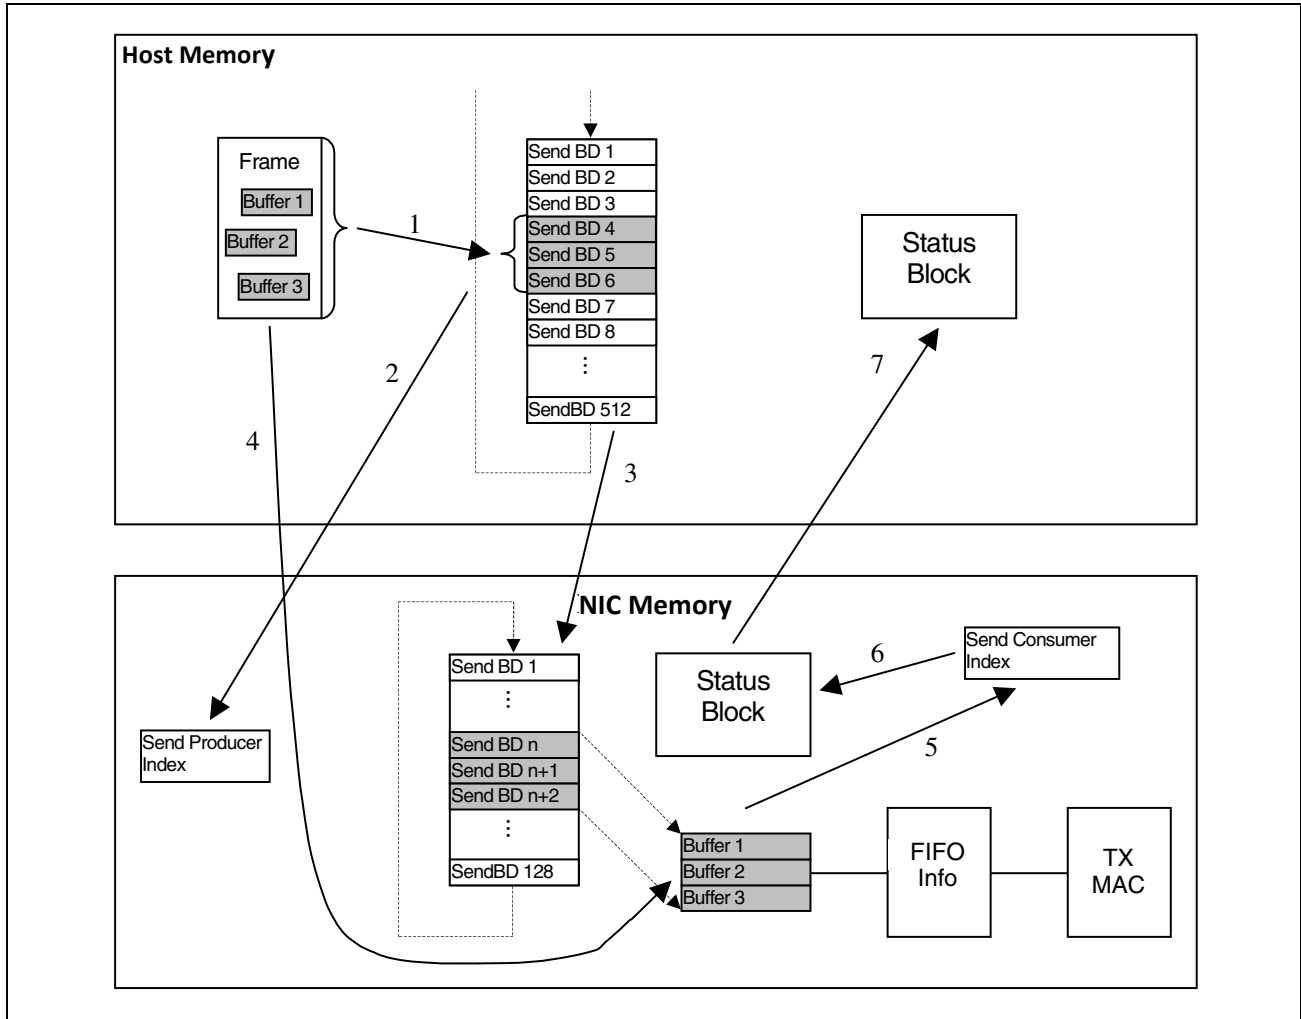 Host Memory
Frame
Buffer 1
Buffer 2
Buffer 3
1
Send BD 1
Send BD 2
Send BD 3
Send BD 4
Send BD 5
Send BD 6
Send BD 7
Send BD 8
⋮
SendBD 512
Status
Block
2
7
4
3
NIC Memory
Send BD 1
⋮
Send BD n
Send BD n+1
Send BD n+2
⋮
SendBD 128
Send Producer
Index
Status
Block
6
Send Consumer
Index
5
Buffer 1
Buffer 2
Buffer 3
FIFO
Info
TX
MAC